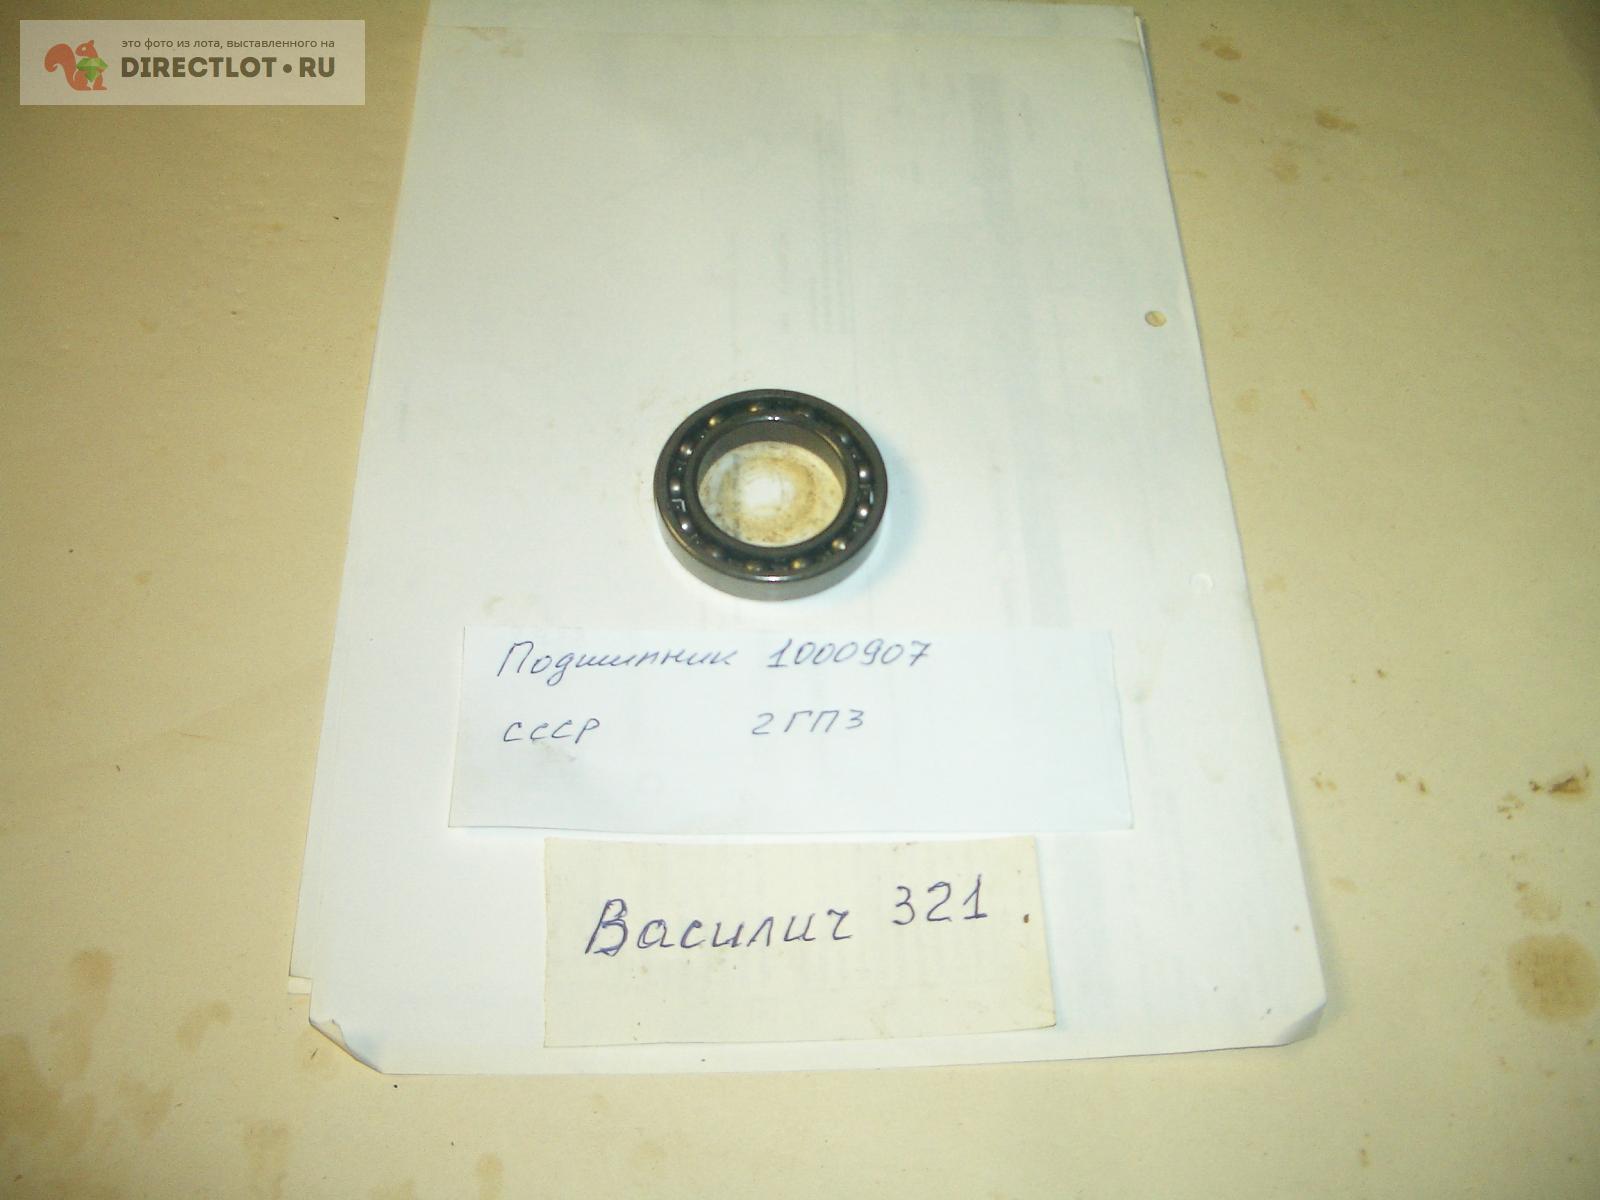 это фото из лота, выставленного на
DIRECTLOT•RU
Подшипник 1000907
СССР 2ГПЗ
Василич 321.